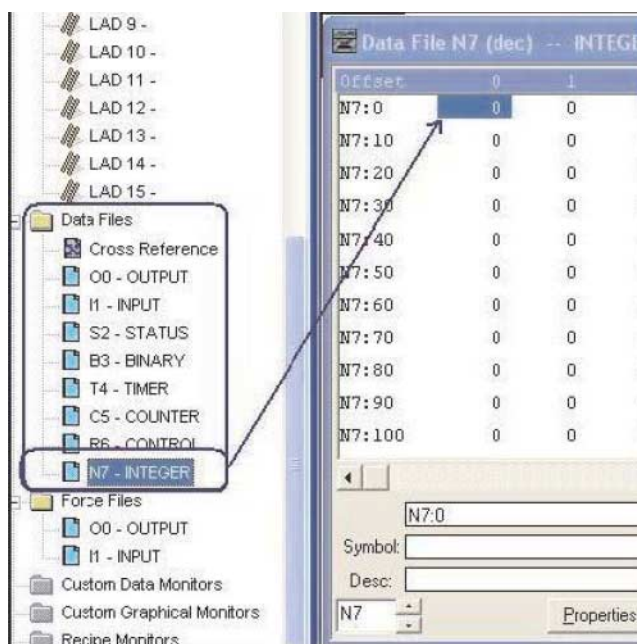 LAD 9 -
LAD 10 -
LAD 11 -
LAD 12 -
LAD 13 -
LAD 14 -
LAD 15 -
Data Files
Cross Reference
O0 - OUTPUT
I1 - INPUT
S2 - STATUS
B3 - BINARY
T4 - TIMER
C5 - COUNTER
R6 - CONTROL
N7 - INTEGER
Force Files
O0 - OUTPUT
I1 - INPUT
Custom Data Monitors
Custom Graphical Monitors
Recipe Monitors
Data File N7 (dec) -- INTEGE
Offset 0 1
N7:0 0 0
N7:10 0 0
N7:20 0 0
N7:30 0 0
N7:40 0 0
N7:50 0 0
N7:60 0 0
N7:70 0 0
N7:80 0 0
N7:90 0 0
N7:100 0 0
N7:0
Symbol:
Desc:
N7
Properties